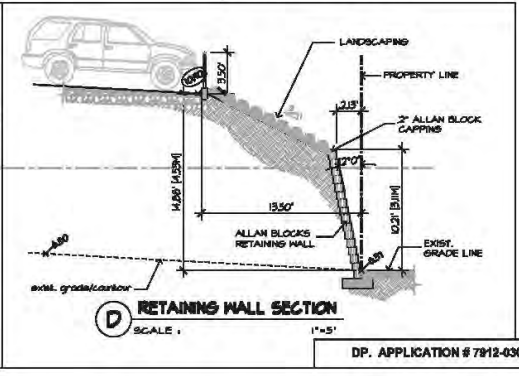 LANDSCAPING
PROPERTY LINE
3.50'
2.13'
2" ALLAN BLOCK
CAPPING
12°0'
13.50'
14.86' [4.53M]
10.21' [3.11M]
ALLAN BLOCKS
RETAINING WALL
EXIST.
GRADE LINE
exist. grade/contour
D RETAINING WALL SECTION
SCALE : 1"=5'
DP. APPLICATION # 7912-030